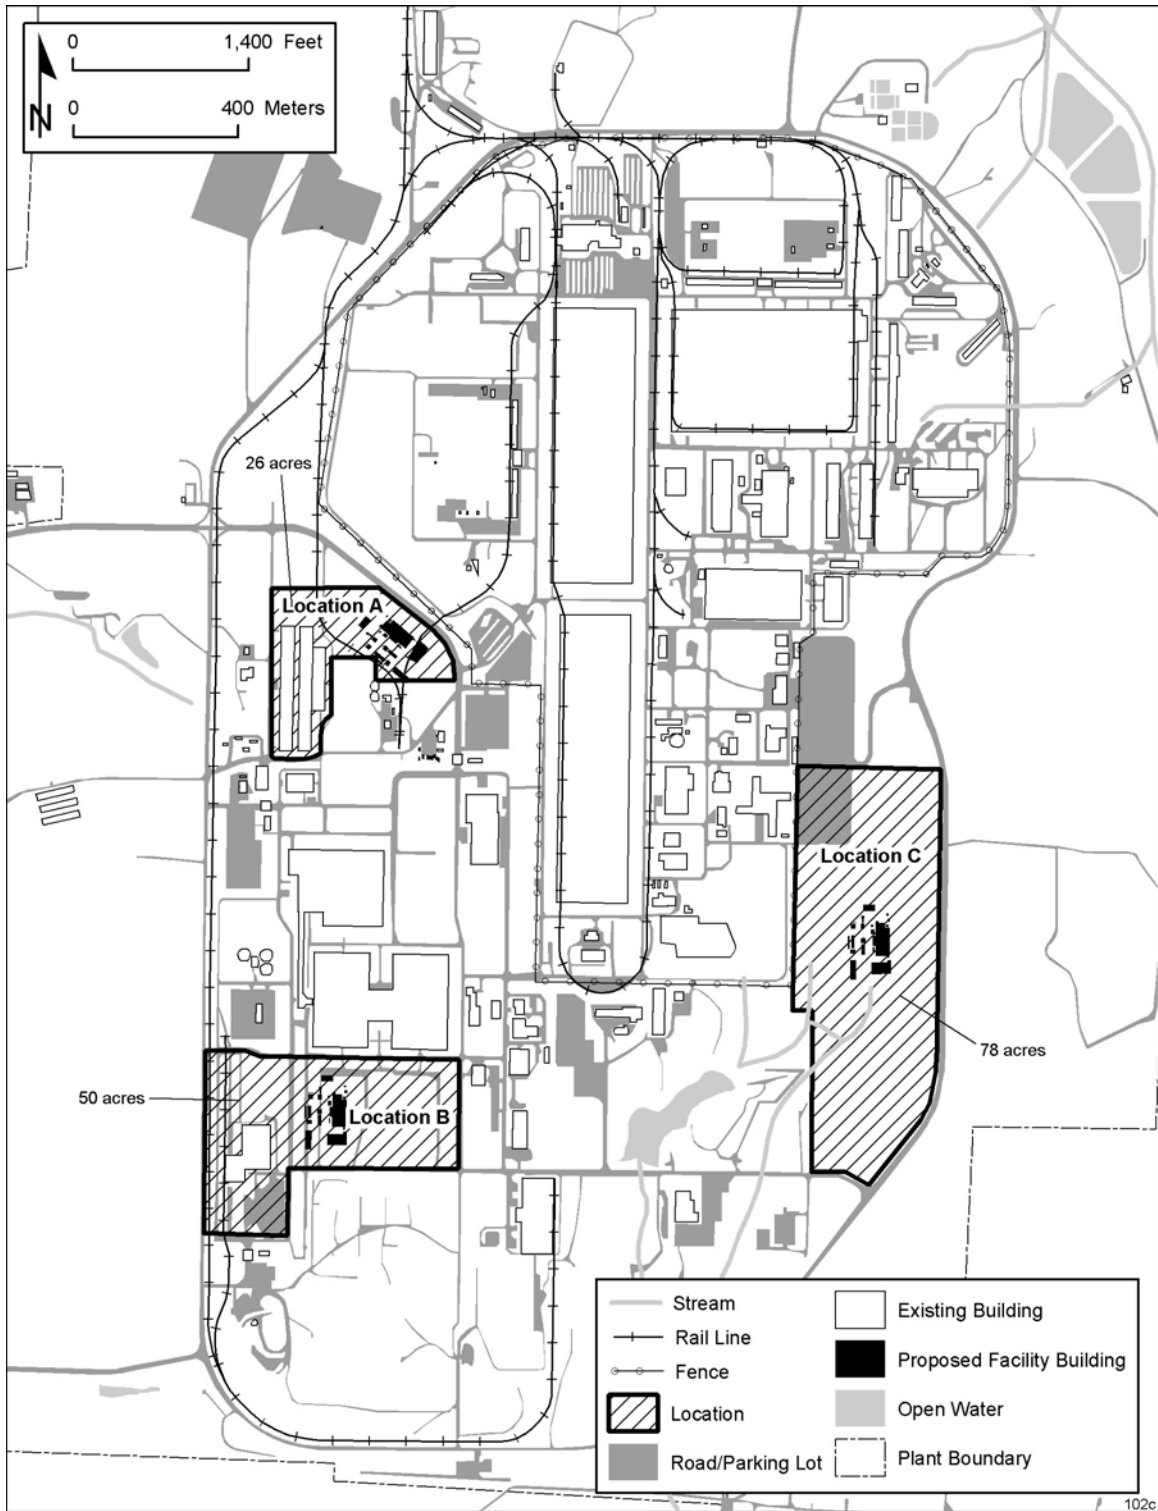 0 1,400 Feet
0 400 Meters
N
26 acres
Location A
Location C
78 acres
50 acres
Location B
Stream
Rail Line
Fence
Location
Road/Parking Lot
Existing Building
Proposed Facility Building
Open Water
Plant Boundary